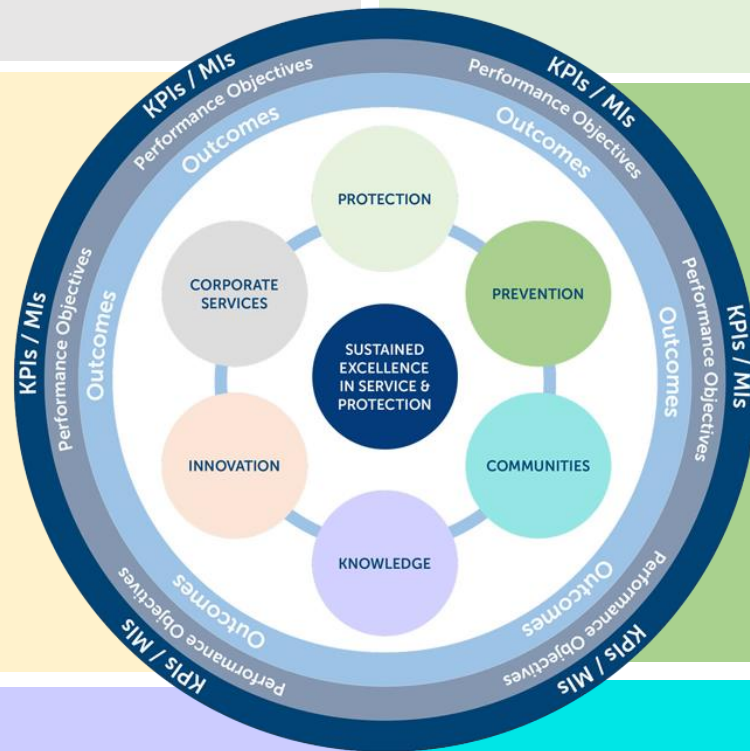 KPIs / MIs
KPIs / MIs
Performance Objectives
Performance Objectives
Outcomes
Outcomes
PROTECTION
CORPORATE
SERVICES
PREVENTION
KPIs / MIs
Performance Objectives
Outcomes
SUSTAINED
EXCELLENCE
IN SERVICE &
PROTECTION
Outcomes
Performance Objectives
KPIs / MIs
INNOVATION
COMMUNITIES
KNOWLEDGE
Outcomes
Outcomes
Performance Objectives
Performance Objectives
KPIs / MIs
KPIs / MIs